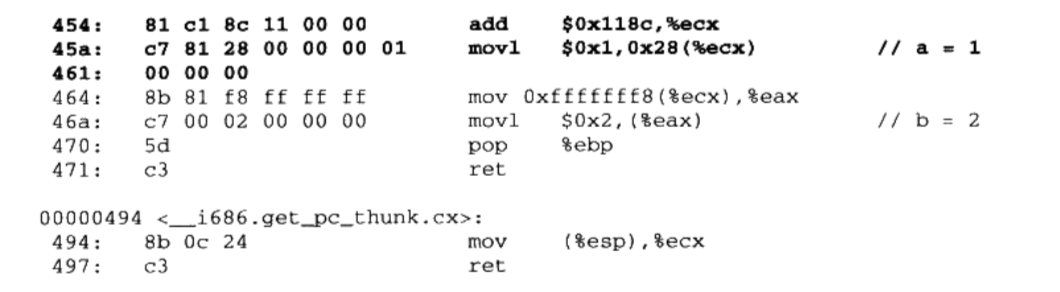 454: 81 c1 8c 11 00 00 add $0x118c,%ecx
45a: c7 81 28 00 00 00 01 movl $0x1,0x28(%ecx) // a = 1
461: 00 00 00
464: 8b 81 f8 ff ff ff mov 0xfffffff8(%ecx),%eax
46a: c7 00 02 00 00 00 movl $0x2,(%eax) // b = 2
470: 5d pop %ebp
471: c3 ret
00000494 <__i686.get_pc_thunk.cx>:
494: 8b 0c 24 mov (%esp),%ecx
497: c3 ret